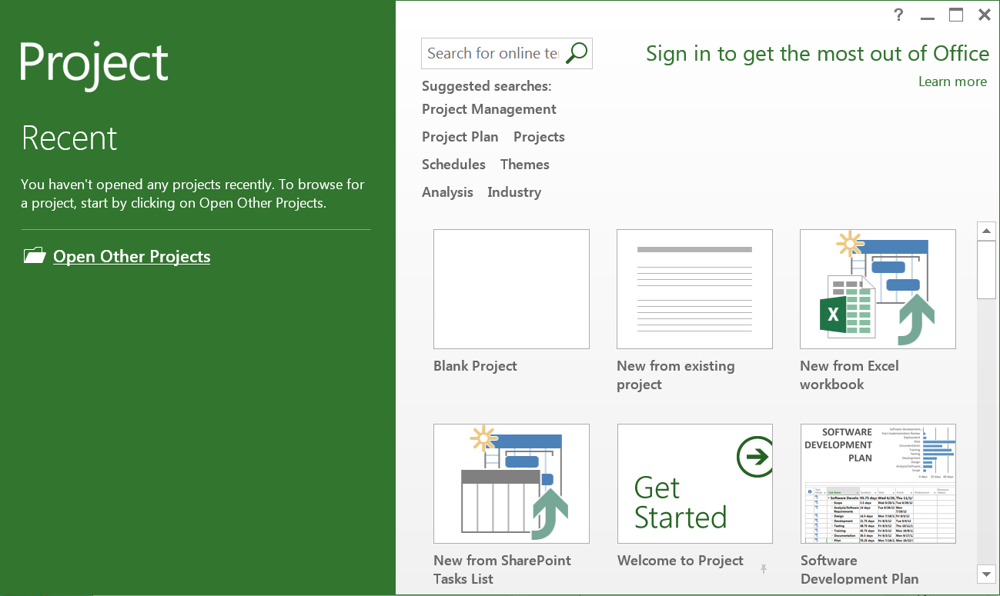 Project
Recent
You haven't opened any projects recently. To browse for
a project, start by clicking on Open Other Projects.
Open Other Projects
?
Search for online te
Sign in to get the most out of Office
Learn more
Suggested searches:
Project Management
Project Plan Projects
Schedules Themes
Analysis Industry
Blank Project
New from existing
project
X
New from Excel
workbook
New from SharePoint
Tasks List
Get
Started
Welcome to Project
SOFTWARE
DEVELOPMENT
PLAN
Software
Development Plan